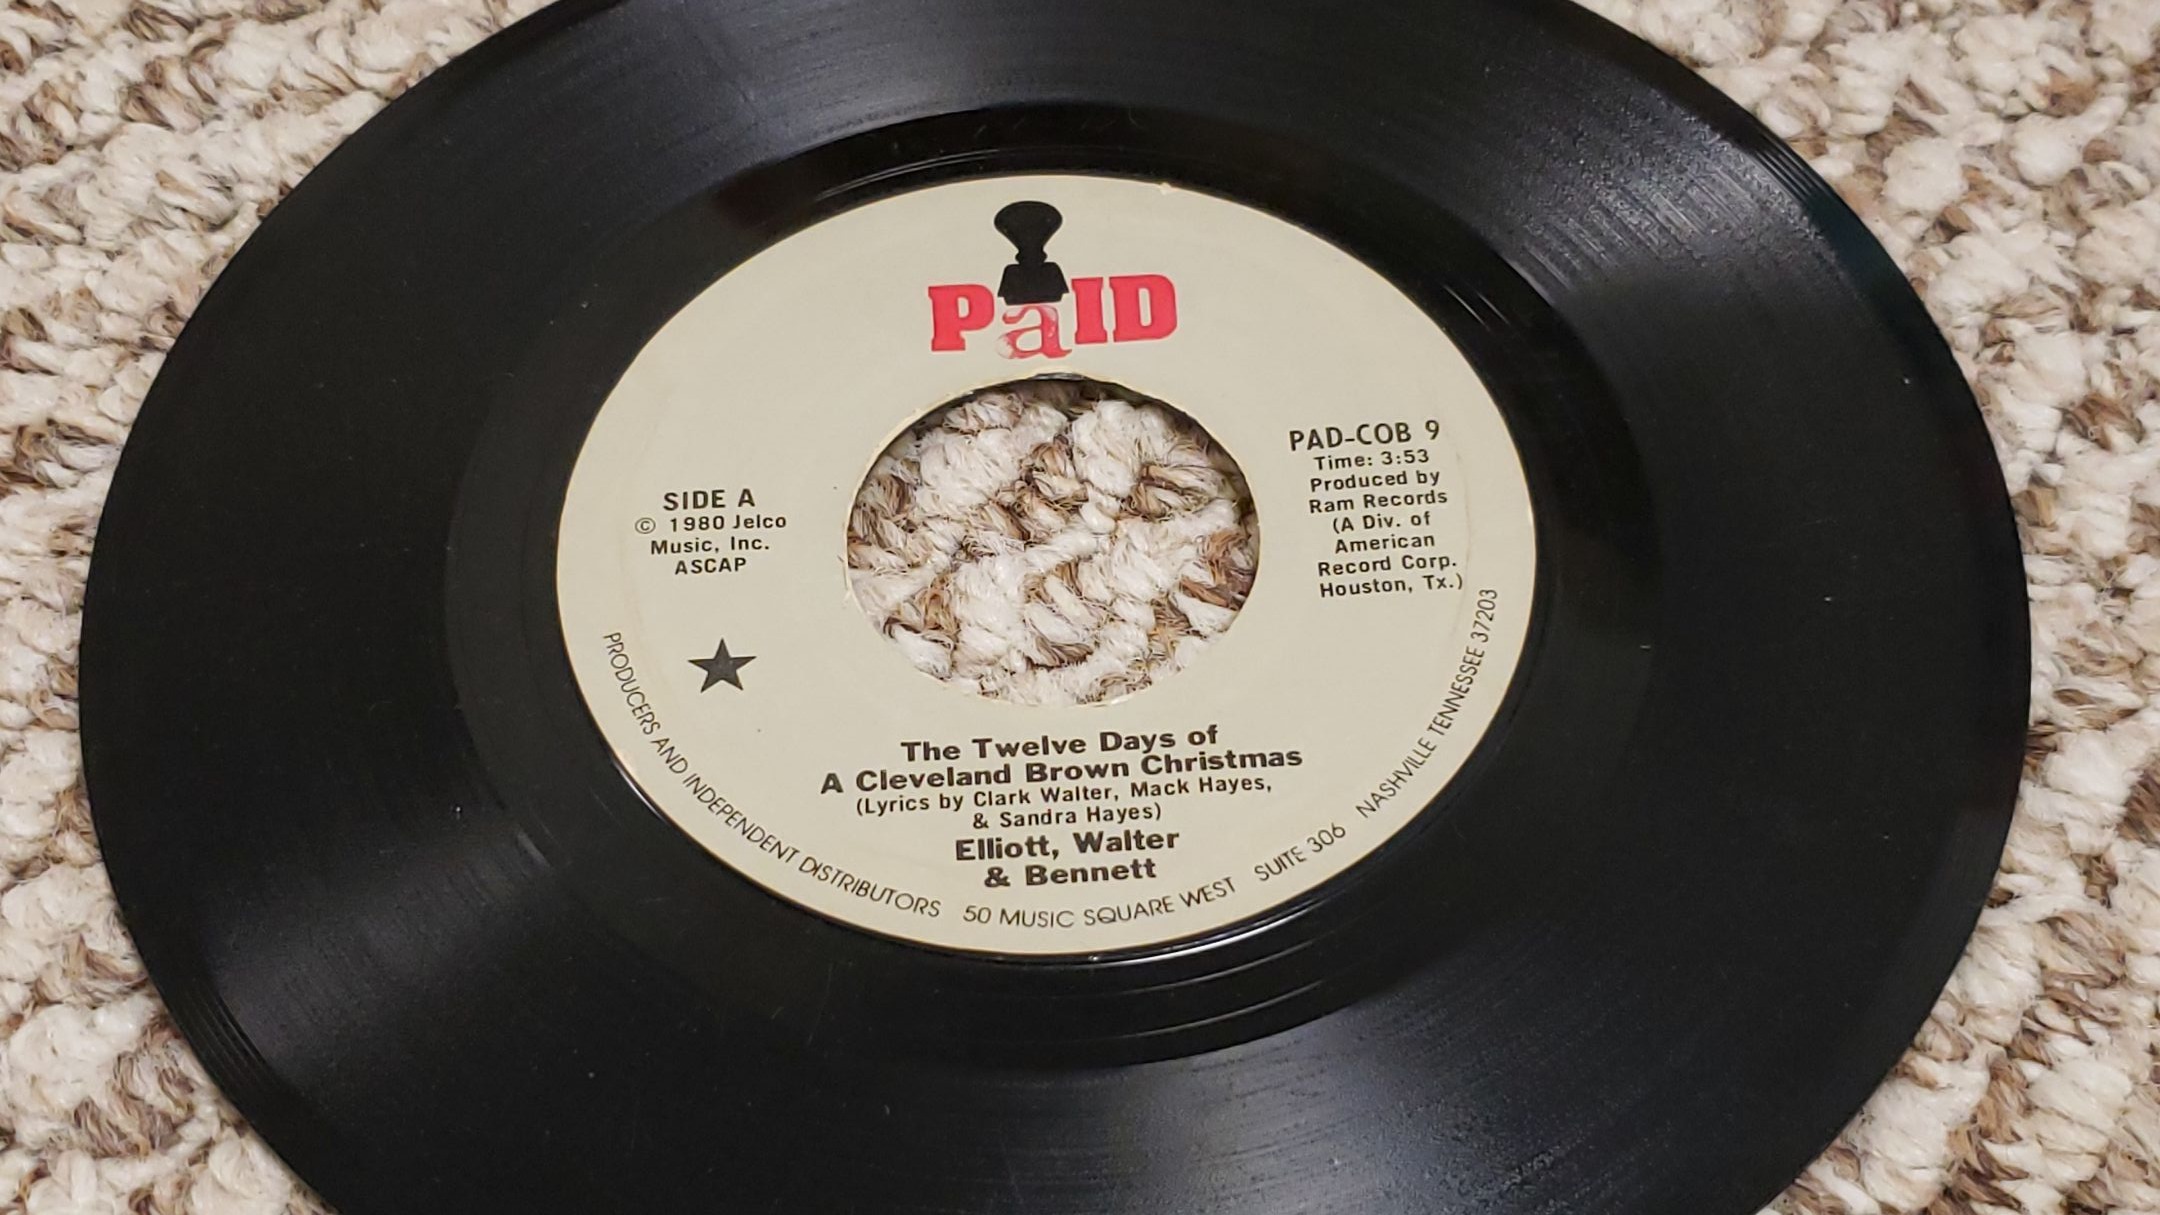 PaID
SIDE A
© 1980 Jelco
Music, Inc.
ASCAP
PAD-COB 9
Time: 3:53
Produced by
Ram Records
(A Div. of
American
Record Corp.
Houston, Tx.)
The Twelve Days of
A Cleveland Brown Christmas
(Lyrics by Clark Walter, Mack Hayes,
& Sandra Hayes)
Elliott, Walter
& Bennett
PRODUCERS AND INDEPENDENT DISTRIBUTORS 50 MUSIC SQUARE WEST SUITE 306 NASHVILLE TENNESSEE 37203